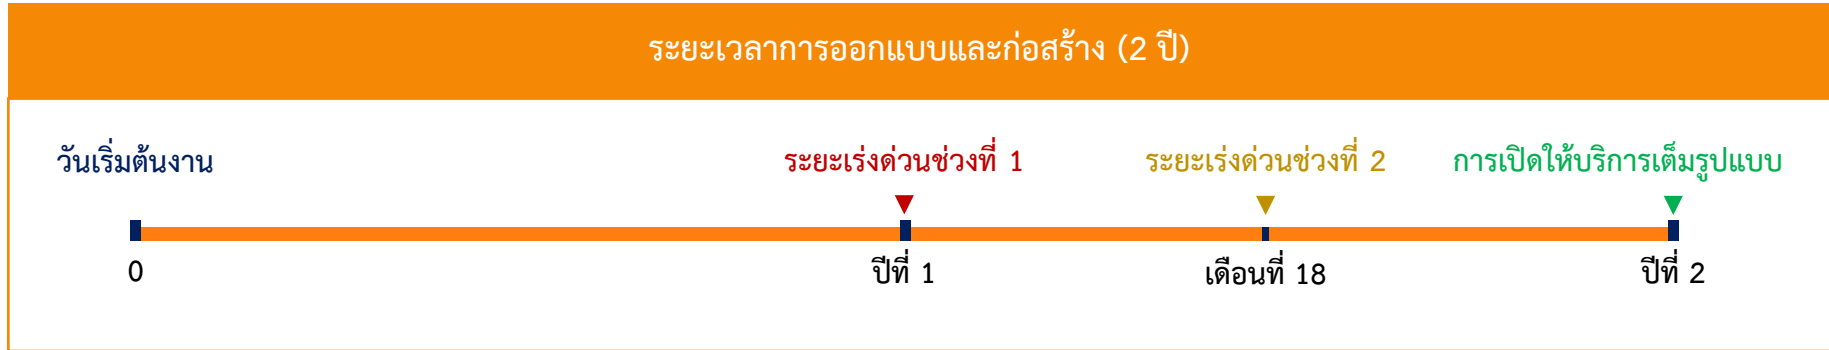 ระยะเวลาการออกแบบและก่อสร้าง (2 ปี)
วันเริ่มต้นงาน
ระยะเร่งด่วนช่วงที่ 1
ระยะเร่งด่วนช่วงที่ 2
การเปิดให้บริการเต็มรูปแบบ
0
ปีที่ 1
เดือนที่ 18
ปีที่ 2